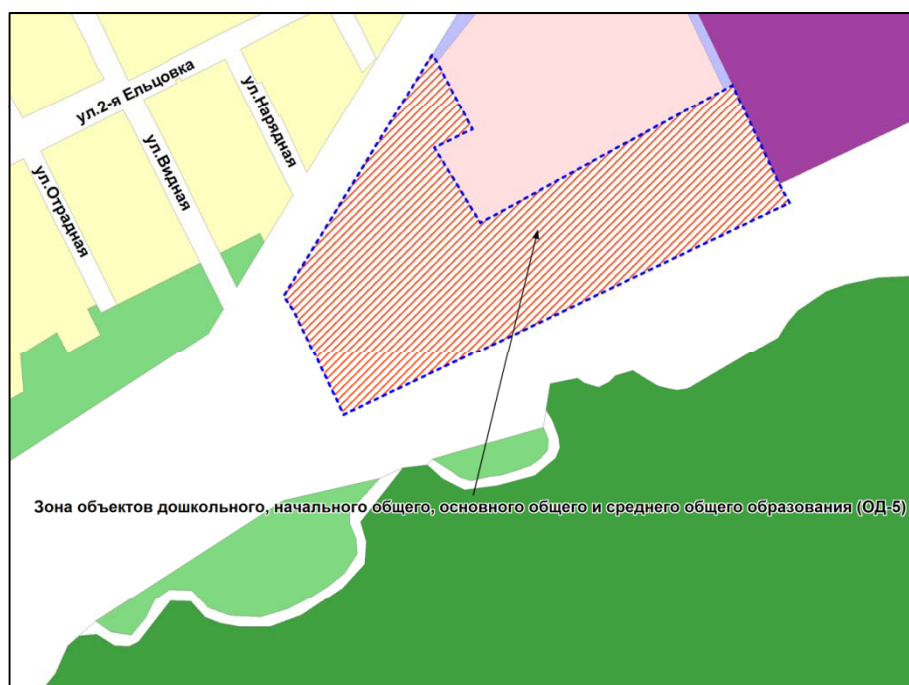 ул.2-я Ельцовка
ул.Нарядная
ул.Видная
ул.Отрадная
Зона объектов дошкольного, начального общего, основного общего и среднего общего образования (ОД-5)